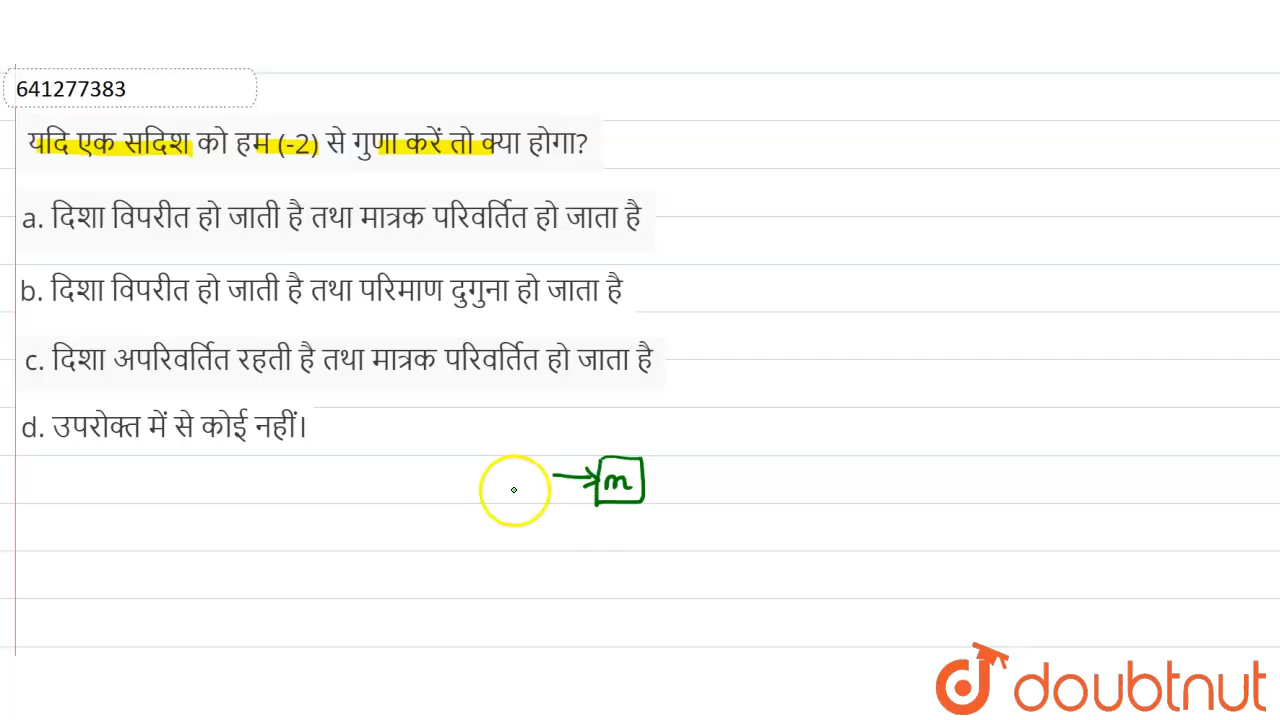 641277383
यदि एक सदिश को हम (-2) से गुणा करें तो क्या होगा?
a. दिशा विपरीत हो जाती है तथा मात्रक परिवर्तित हो जाता है
b. दिशा विपरीत हो जाती है तथा परिमाण दुगुना हो जाता है
c. दिशा अपरिवर्तित रहती है तथा मात्रक परिवर्तित हो जाता है
d. उपरोक्त में से कोई नहीं।
m
doubtnut